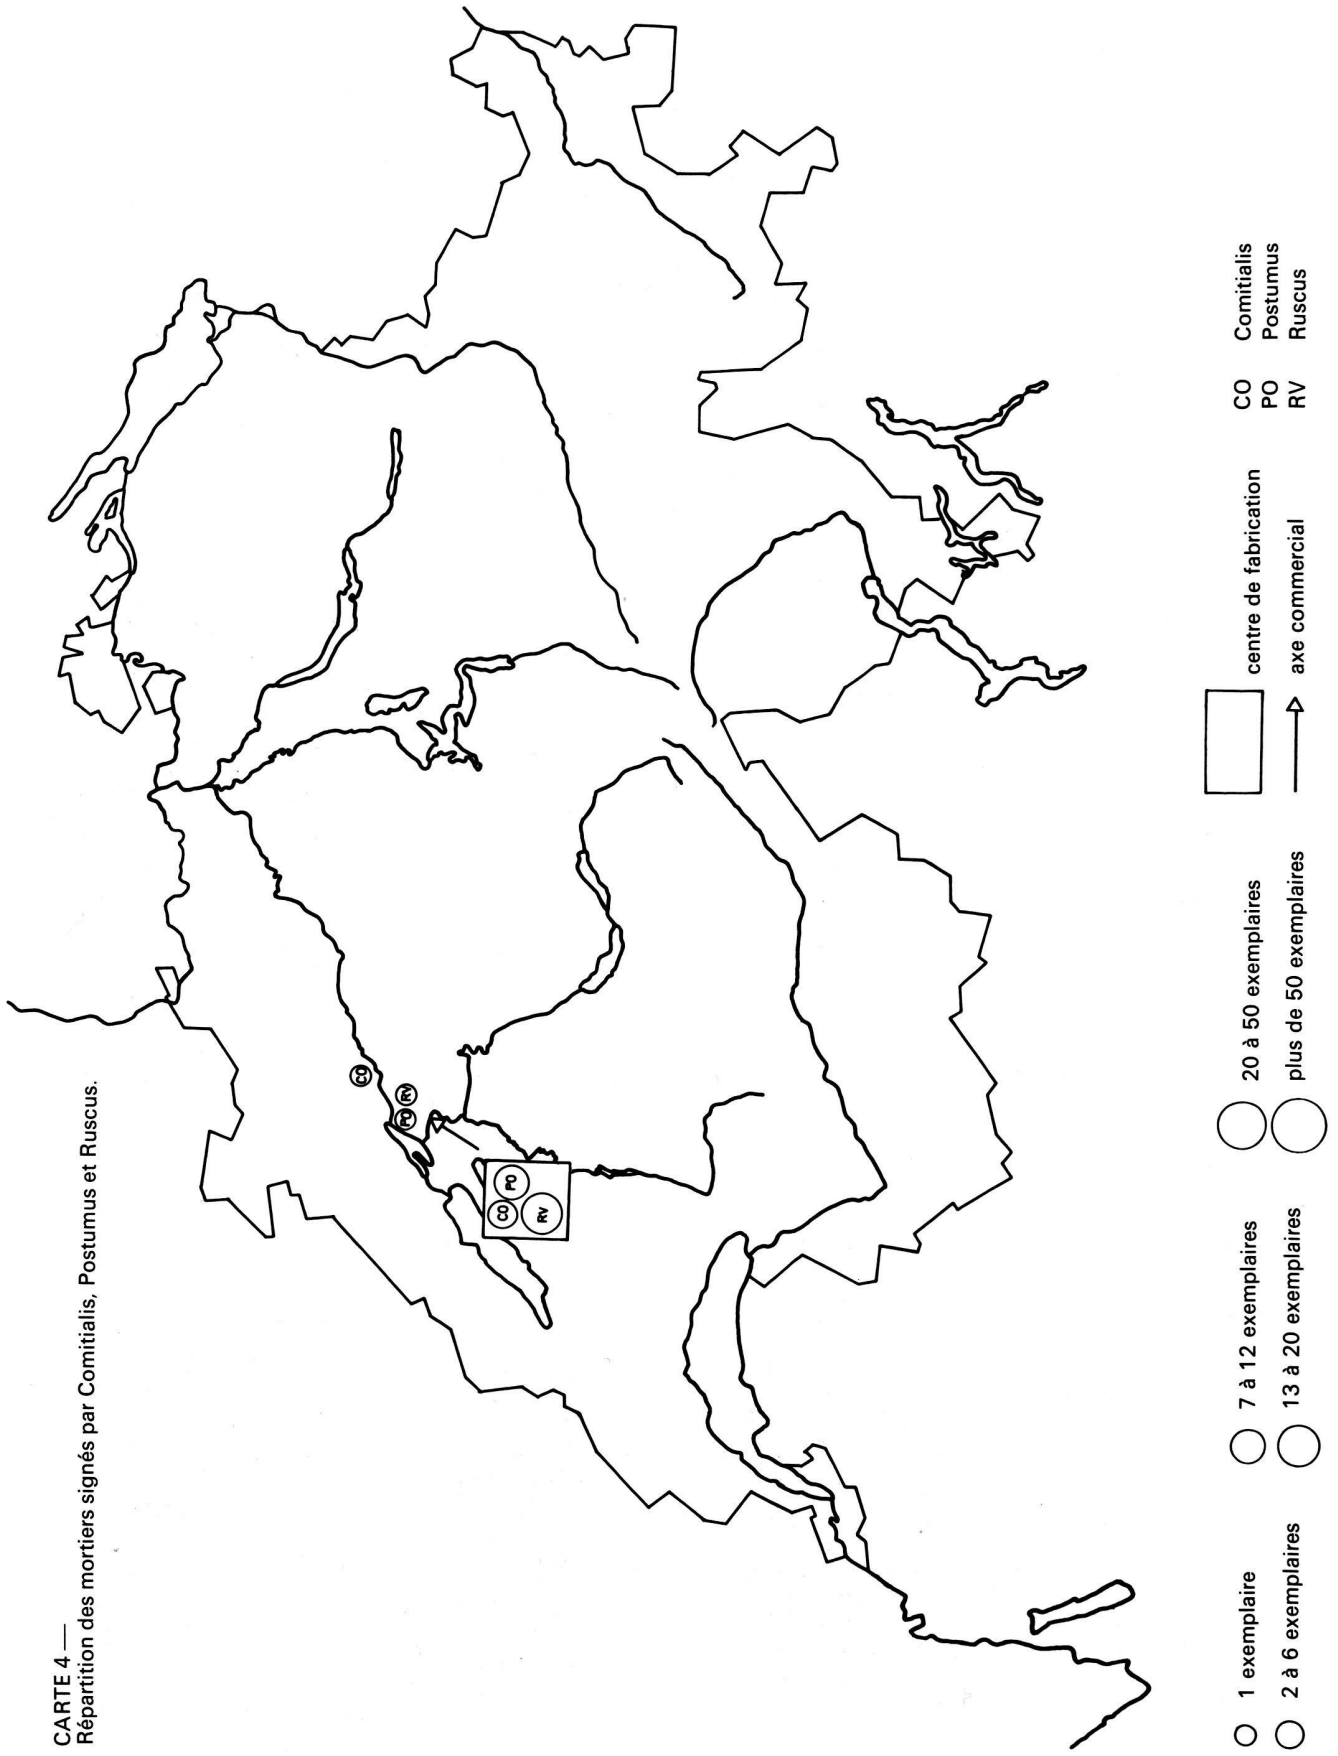 CARTE 4 —
Répartition des mortiers signés par Comitialis, Postumus et Ruscus.
CO
PO RV
CO PO
RV
1 exemplaire
2 à 6 exemplaires
7 à 12 exemplaires
13 à 20 exemplaires
20 à 50 exemplaires
plus de 50 exemplaires
centre de fabrication
axe commercial
CO Comitialis
PO Postumus
RV Ruscus